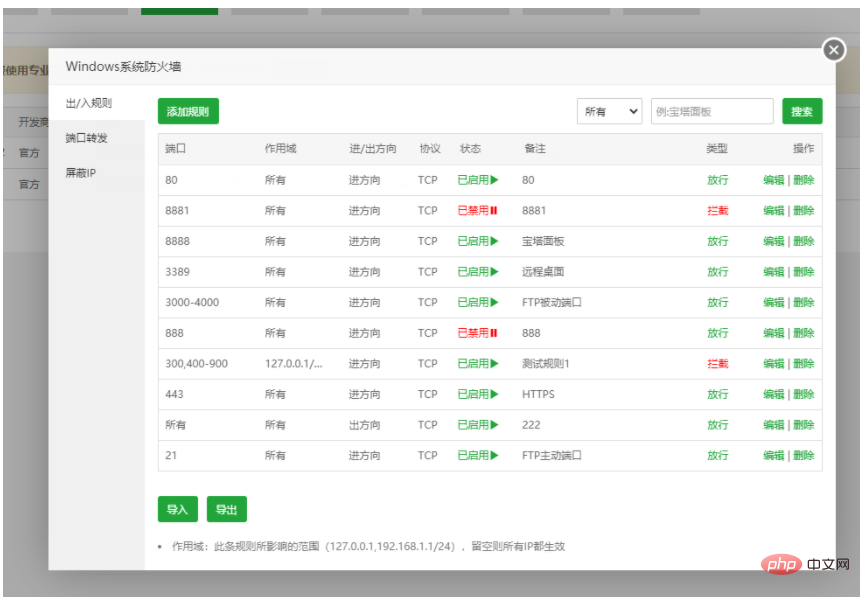 Windows系统防火墙
使用专业
出/入规则 添加规则 所有 例:宝塔面板 搜索
开发商
端口转发 端口 作用域 进/出方向 协议 状态 备注 类型 操作
官方
屏蔽IP 80 所有 进方向 TCP 已启用 80 放行 编辑 | 删除
官方
8881 所有 进方向 TCP 已禁用 8881 拦截 编辑 | 删除
8888 所有 进方向 TCP 已启用 宝塔面板 放行 编辑 | 删除
3389 所有 进方向 TCP 已启用 远程桌面 放行 编辑 | 删除
3000-4000 所有 进方向 TCP 已启用 FTP被动端口 放行 编辑 | 删除
888 所有 进方向 TCP 已禁用 888 放行 编辑 | 删除
300,400-900 127.0.0.1/... 进方向 TCP 已启用 测试规则1 拦截 编辑 | 删除
443 所有 进方向 TCP 已启用 HTTPS 放行 编辑 | 删除
所有 所有 出方向 TCP 已启用 222 放行 编辑 | 删除
21 所有 进方向 TCP 已启用 FTP主动端口 放行 编辑 | 删除
导入 导出
• 作用域：此条规则所影响的范围（127.0.0.1,192.168.1.1/24），留空则所有IP都生效
php 中文网